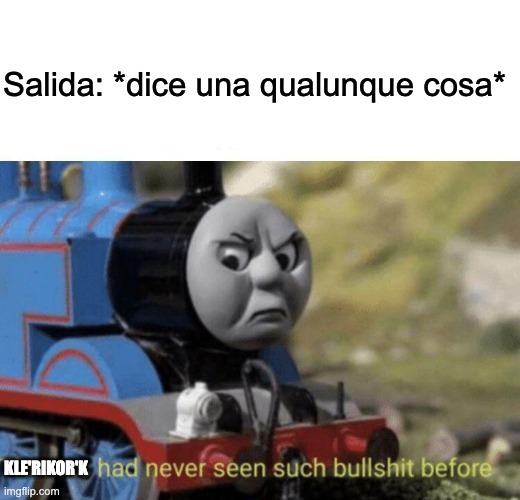 Salida: *dice una qualunque cosa*
KLE'RIKOR'K had never seen such bullshit before
imgflip.com